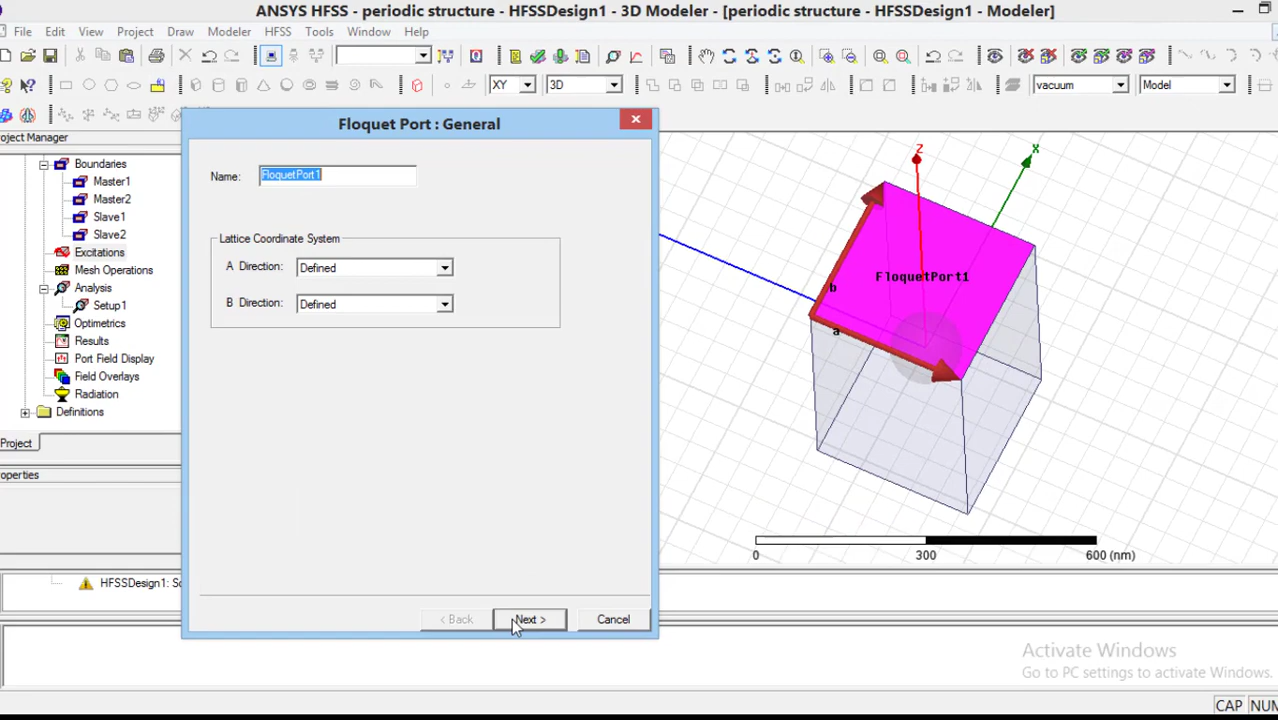 ANSYS HFSS - periodic structure - HFSSDesign1 - 3D Modeler - [periodic structure - HFSSDesign1 - Modeler]
File Edit View Project Draw Modeler HFSS Tools Window Help
XY 3D vacuum Model
roject Manager
Boundaries
Master1
Master2
Slave1
Slave2
Excitations
Mesh Operations
Analysis
Setup1
Optimetrics
Results
Port Field Display
Field Overlays
Radiation
Definitions
Project
roperties
HFSSDesign1: So
Floquet Port : General
Name: FloquetPort1
Lattice Coordinate System
A Direction: Defined
B Direction: Defined
< Back Next > Cancel
Z X
FloquetPort1
b
a
0 300 600 (nm)
Activate Windows
Go to PC settings to activate Windows.
CAP NUM